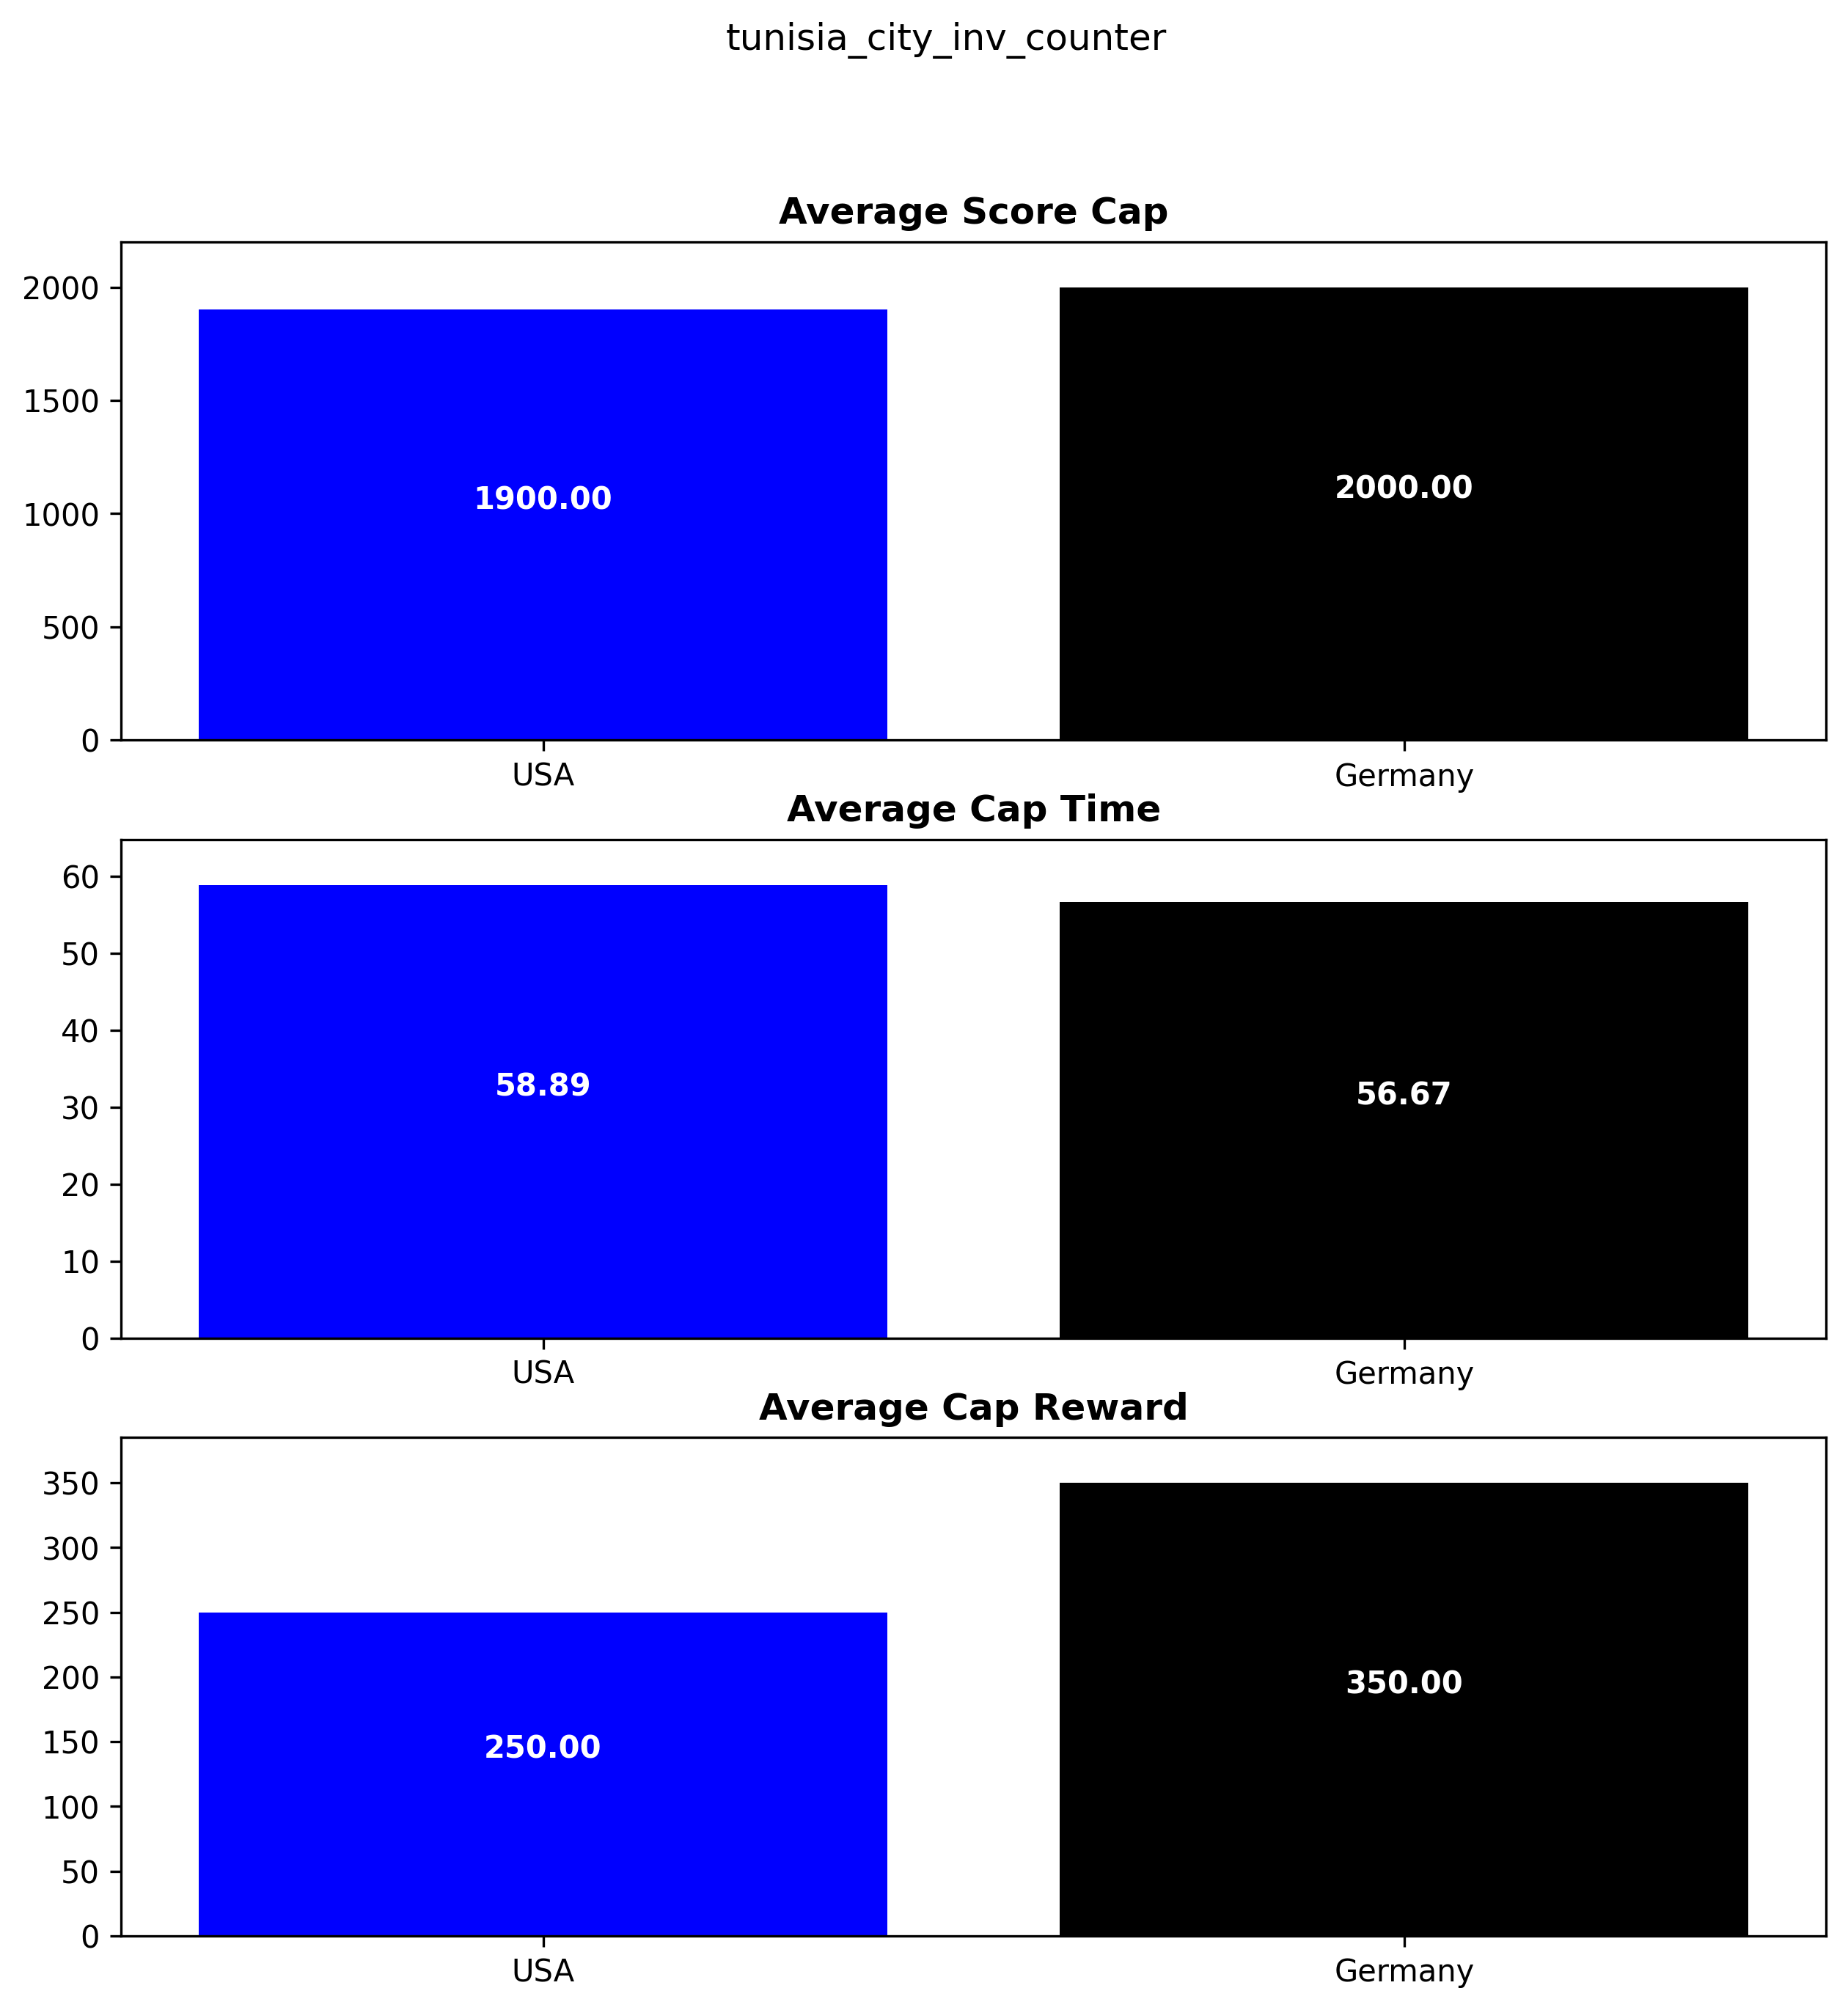 tunisia_city_inv_counter
Average Score Cap
2000
1500
1000
500
0
1900.00
2000.00
USA
Germany
Average Cap Time
60
50
40
30
20
10
0
58.89
56.67
USA
Germany
Average Cap Reward
350
300
250
200
150
100
50
0
250.00
350.00
USA
Germany